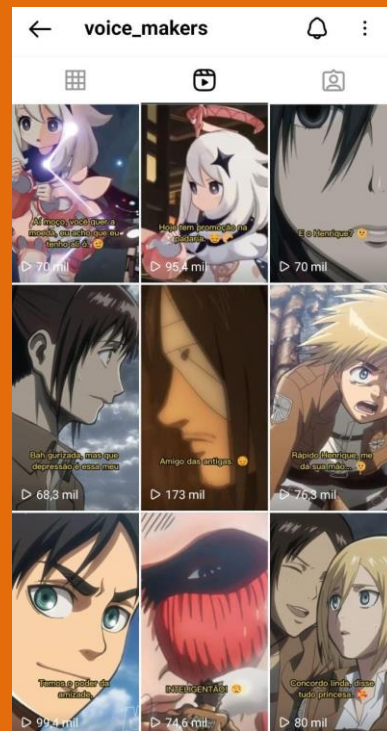 voice_makers
Aí moço, você quer a
moeda, eu acho que eu
tenho ali ó.
70 mil
Hoje tem promoção na
padaria.
95,4 mil
E o Henrique?
70 mil
Bah gurizada, mas que
depressão é essa meu
68,3 mil
Amigo das antigas.
173 mil
Rápido Henrique, me
dá sua mão...
76,3 mil
Temos o poder da
amizade,
99,4 mil
INTELIGENTÃO!
74,6 mil
Concordo linda, disse
tudo princesa.
80 mil